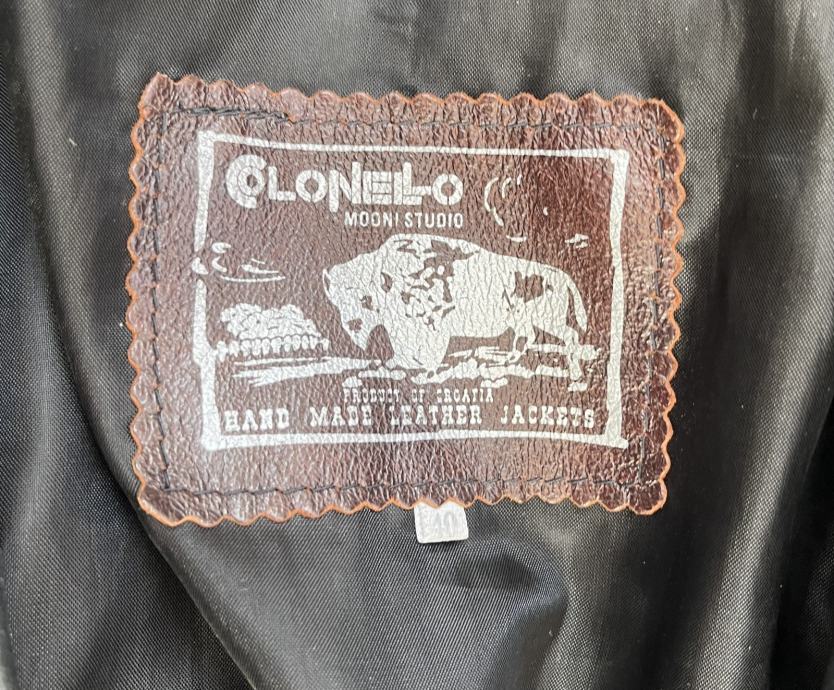 COLONELLO
MOONI STUDIO
PRODUCT OF CROATIA
HAND MADE LEATHER JACKETS
40